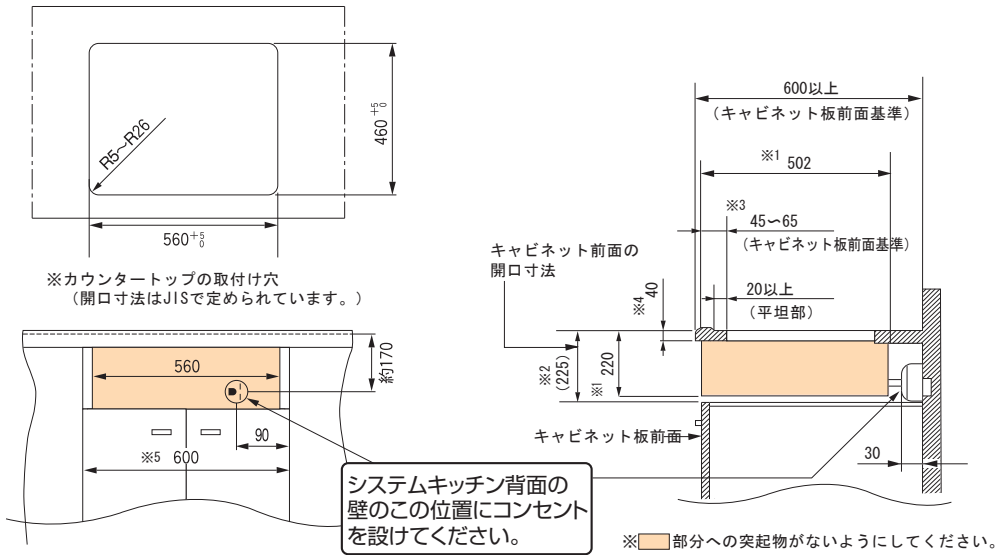 R5～R26
460 +5 0
560 +5 0
※カウンタートップの取付け穴
（開口寸法はJISで定められています。）
560
約170
90
※5 600
システムキッチン背面の
壁のこの位置にコンセント
を設けてください。
600以上
（キャビネット板前面基準）
※1 502
※3
45～65
（キャビネット板前面基準）
キャビネット前面の
開口寸法
※4 40
20以上
（平坦部）
※2 (225)
※1 220
キャビネット板前面
30
※ 部分への突起物がないようにしてください。